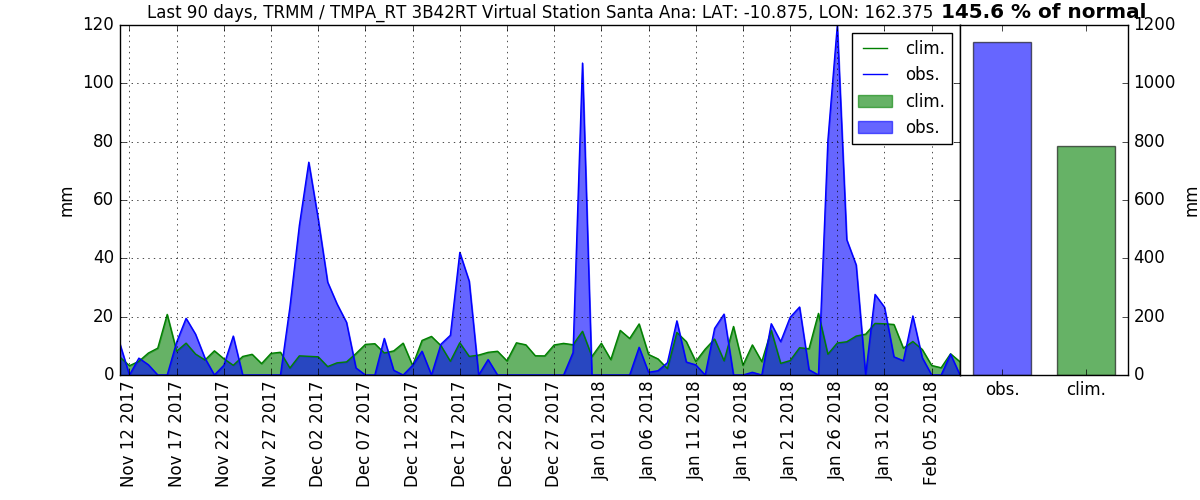 Last 90 days, TRMM / TMPA_RT 3B42RT Virtual Station Santa Ana: LAT: -10.875, LON: 162.375 145.6 % of normal
120
100
80
60
40
20
0
mm
clim.
obs.
clim.
obs.
1200
1000
800
600
400
200
0
mm
Nov 12 2017
Nov 17 2017
Nov 22 2017
Nov 27 2017
Dec 02 2017
Dec 07 2017
Dec 12 2017
Dec 17 2017
Dec 22 2017
Dec 27 2017
Jan 01 2018
Jan 06 2018
Jan 11 2018
Jan 16 2018
Jan 21 2018
Jan 26 2018
Jan 31 2018
Feb 05 2018
obs.
clim.